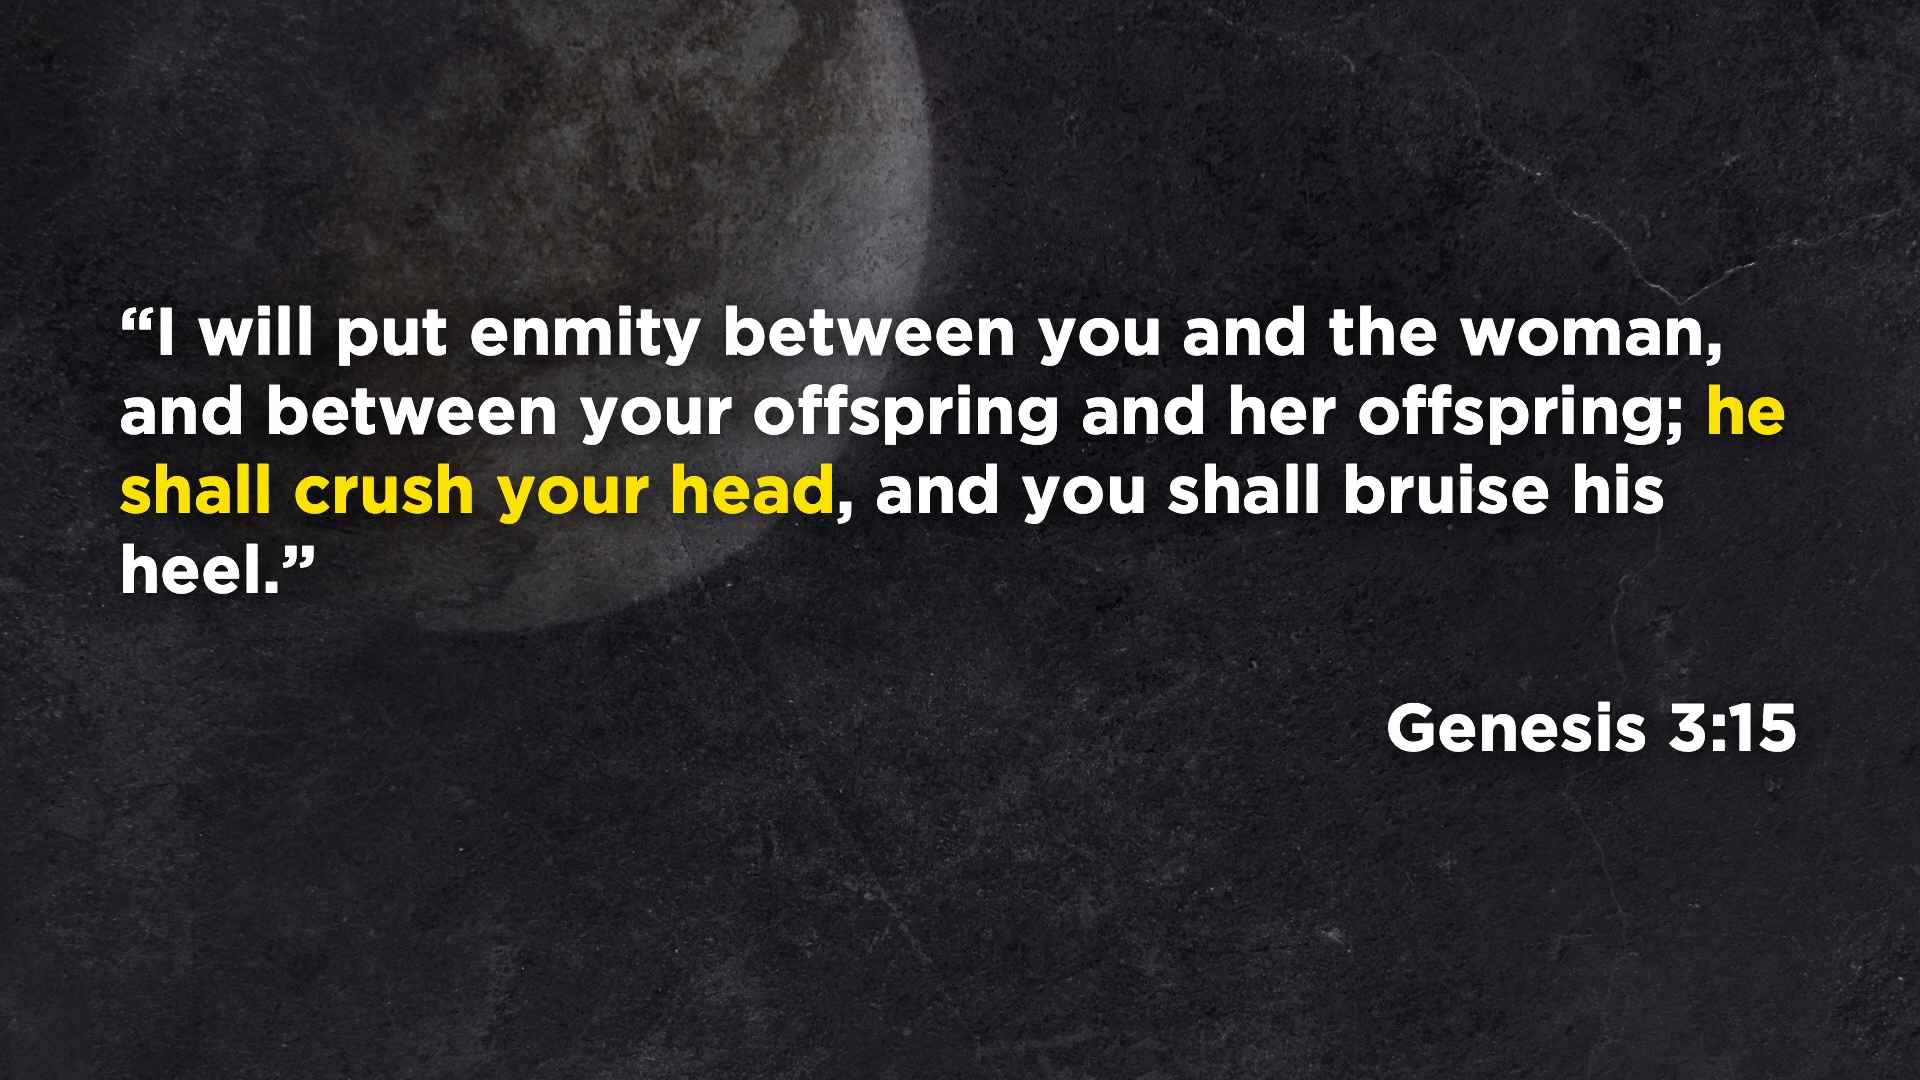 “I will put enmity between you and the woman,
and between your offspring and her offspring; he
shall crush your head, and you shall bruise his
heel.”
Genesis 3:15